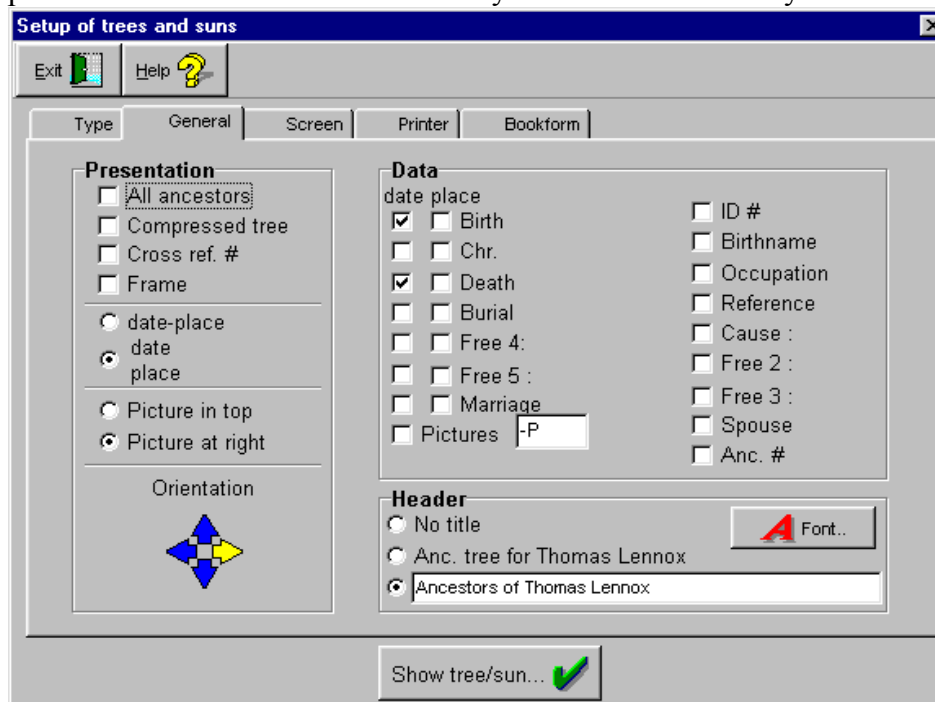 Setup of trees and suns
Exit
Help
Type General Screen Printer Bookform
Presentation
All ancestors
Compressed tree
Cross ref. #
Frame
date-place
date
place
Picture in top
Picture at right
Orientation
Data
date place
Birth
Chr.
Death
Burial
Free 4:
Free 5 :
Marriage
Pictures -P
ID #
Birthname
Occupation
Reference
Cause :
Free 2 :
Free 3 :
Spouse
Anc. #
Header
No title
Font..
Anc. tree for Thomas Lennox
Ancestors of Thomas Lennox
Show tree/sun...